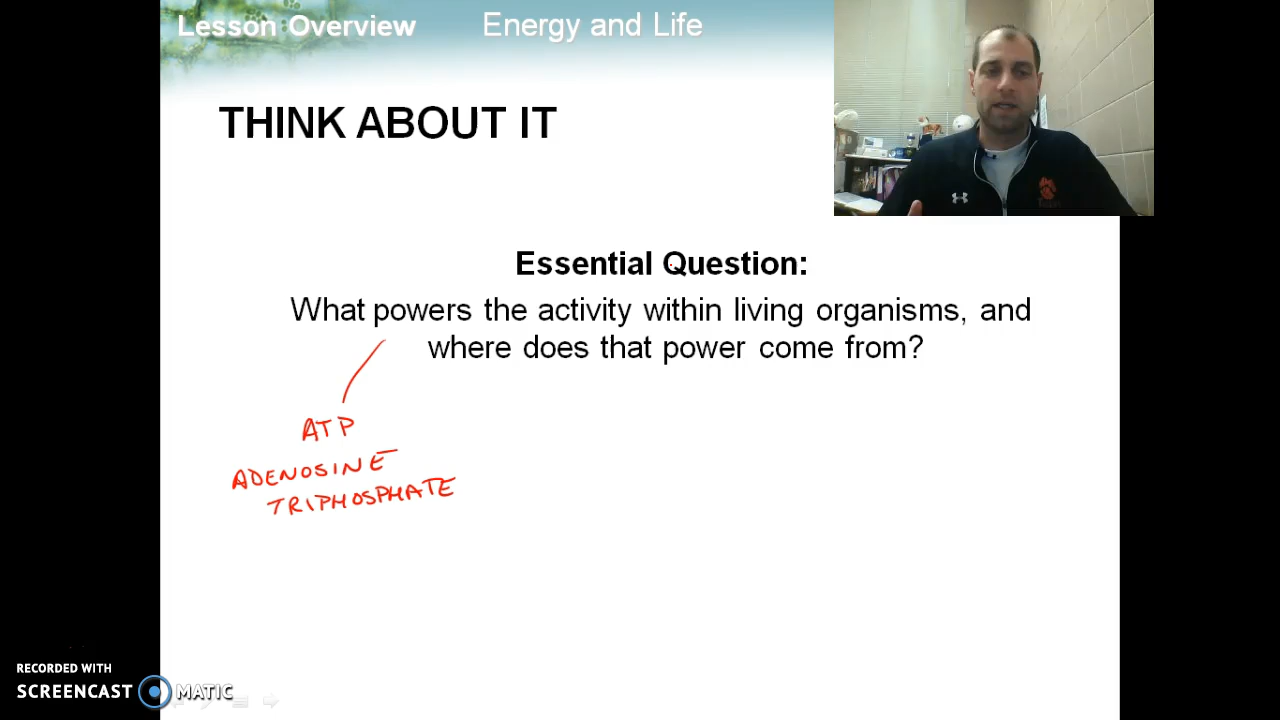 Lesson Overview Energy and Life
THINK ABOUT IT
Essential Question:
What powers the activity within living organisms, and
where does that power come from?
ATP
ADENOSINE
TRIPHOSPHATE
RECORDED WITH
SCREENCAST MATIC